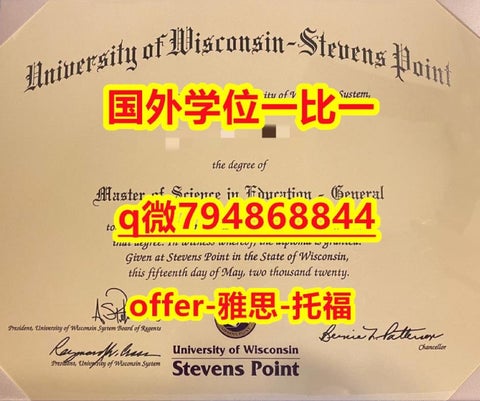 University of Wisconsin-Stevens Point
System,
国外学位一比一
the degree of
Master of Science in Education - General
q微794868844
that degree. In witness whereof, the diploma is granted.
Given at Stevens Point in the State of Wisconsin,
this fifteenth day of May, two thousand twenty.
offer-雅思-托福
President, University of Wisconsin System Board of Regents
Chancellor
President, University of Wisconsin System
University of Wisconsin
Stevens Point